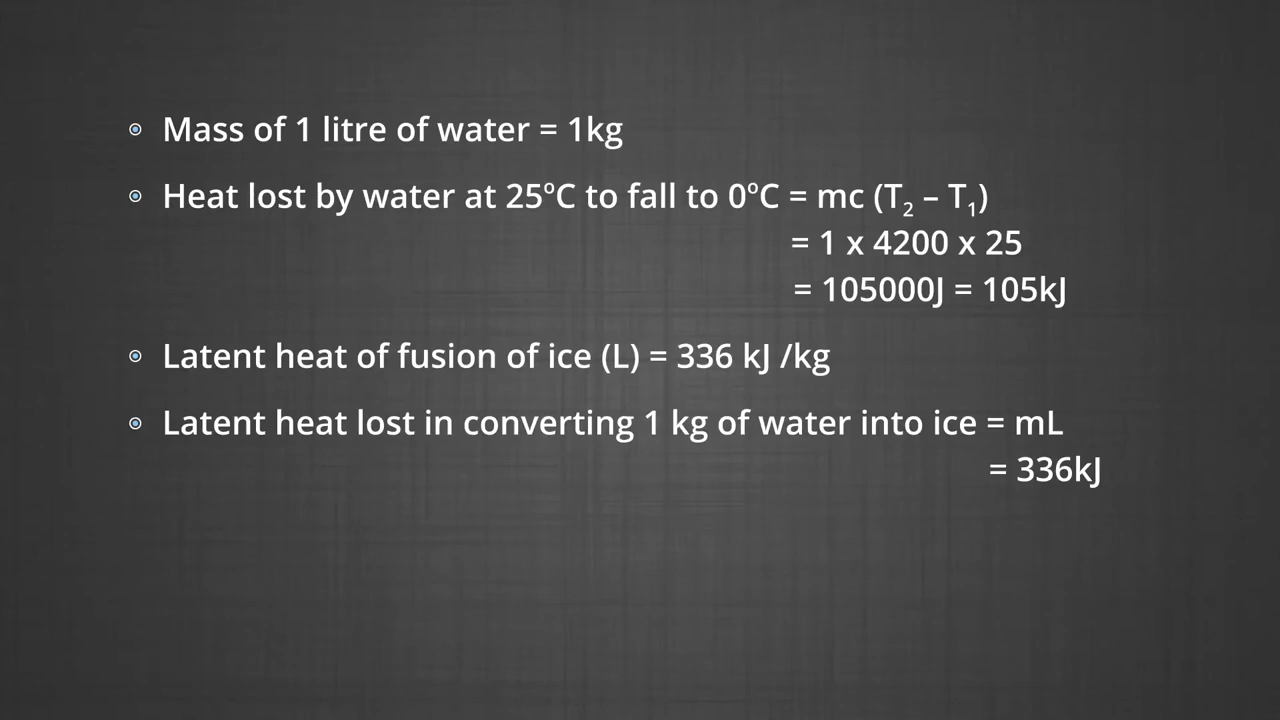 Mass of 1 litre of water = 1kg
Heat lost by water at 25ºC to fall to 0ºC = mc (T₂ – T₁)
= 1 x 4200 x 25
= 105000J = 105kJ
Latent heat of fusion of ice (L) = 336 kJ /kg
Latent heat lost in converting 1 kg of water into ice = mL
= 336kJ